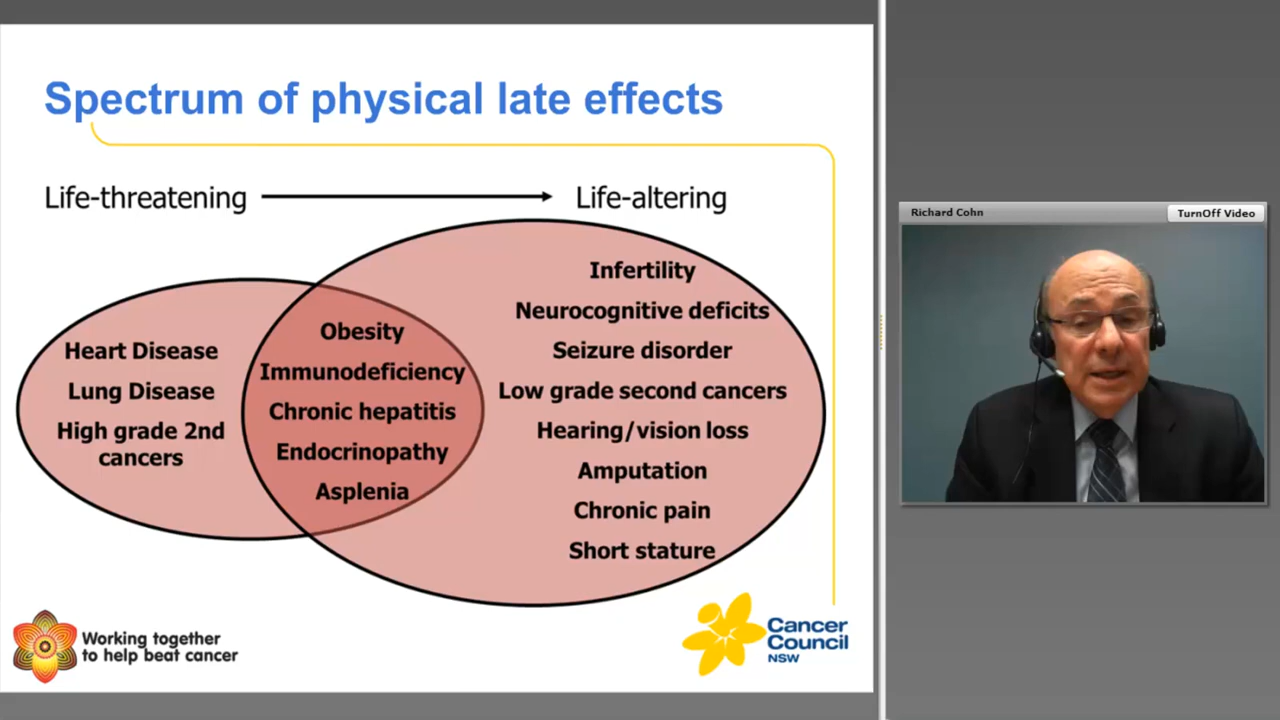 Spectrum of physical late effects
Life-threatening
Life-altering
Heart Disease
Lung Disease
High grade 2nd
cancers
Obesity
Immunodeficiency
Chronic hepatitis
Endocrinopathy
Asplenia
Infertility
Neurocognitive deficits
Seizure disorder
Low grade second cancers
Hearing/vision loss
Amputation
Chronic pain
Short stature
Working together
to help beat cancer
Cancer
Council
NSW
Richard Cohn
TurnOff Video